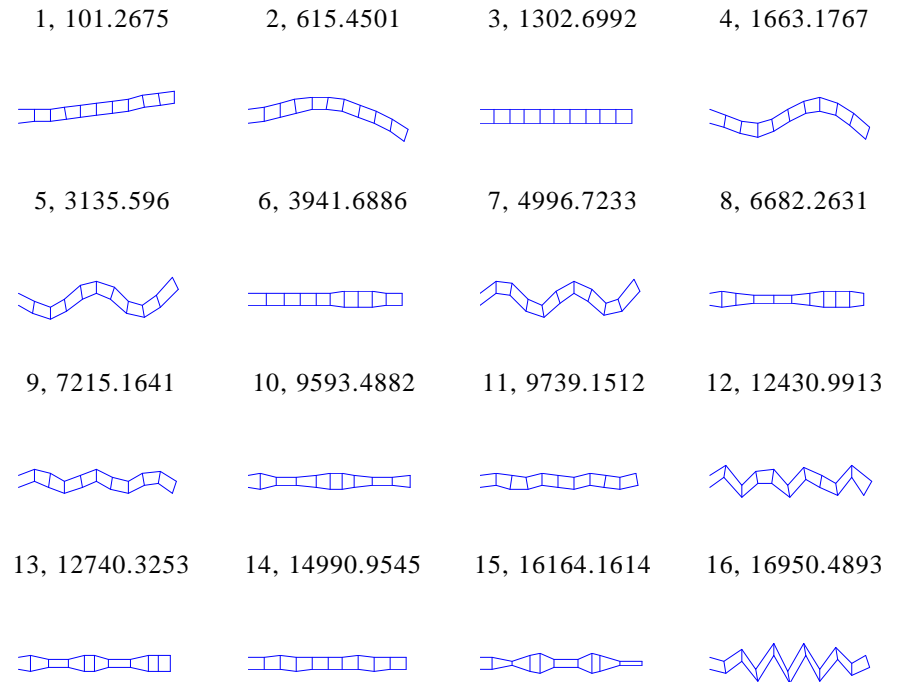 1, 101.2675 2, 615.4501 3, 1302.6992 4, 1663.1767
5, 3135.596 6, 3941.6886 7, 4996.7233 8, 6682.2631
9, 7215.1641 10, 9593.4882 11, 9739.1512 12, 12430.9913
13, 12740.3253 14, 14990.9545 15, 16164.1614 16, 16950.4893